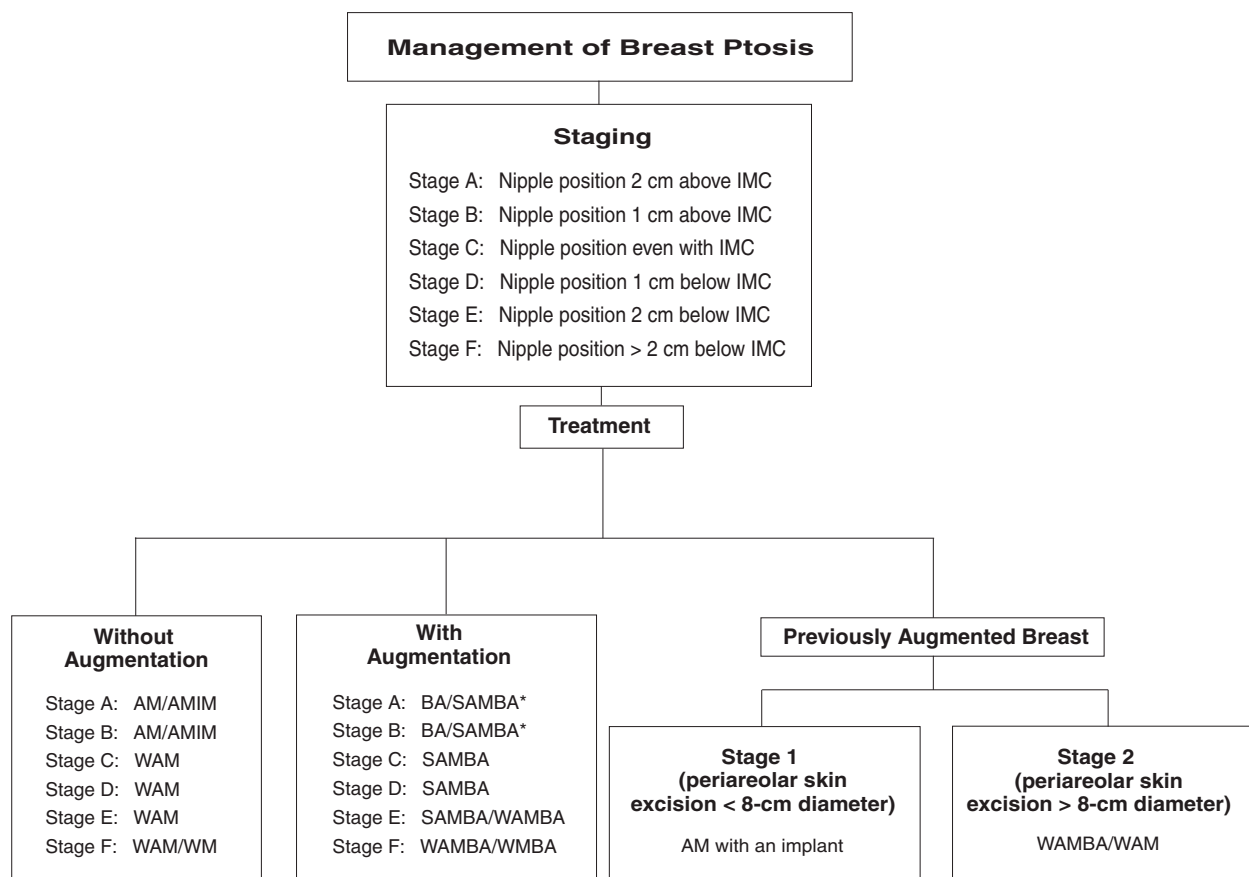 Management of Breast Ptosis
Staging
Stage A: Nipple position 2 cm above IMC
Stage B: Nipple position 1 cm above IMC
Stage C: Nipple position even with IMC
Stage D: Nipple position 1 cm below IMC
Stage E: Nipple position 2 cm below IMC
Stage F: Nipple position > 2 cm below IMC
Treatment
Without
Augmentation
Stage A: AM/AMIM
Stage B: AM/AMIM
Stage C: WAM
Stage D: WAM
Stage E: WAM
Stage F: WAM/WM
With
Augmentation
Stage A: BA/SAMBA*
Stage B: BA/SAMBA*
Stage C: SAMBA
Stage D: SAMBA
Stage E: SAMBA/WAMBA
Stage F: WAMBA/WMBA
Previously Augmented Breast
Stage 1
(periareolar skin
excision < 8-cm diameter)
AM with an implant
Stage 2
(periareolar skin
excision > 8-cm diameter)
WAMBA/WAM